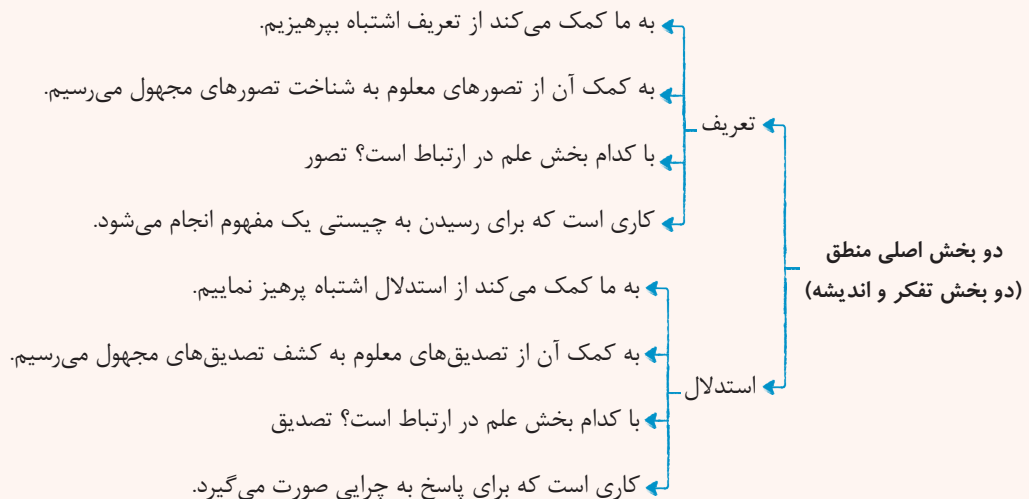 دو بخش اصلی منطق
(دو بخش تفکر و اندیشه)
تعریف
به ما کمک می‌کند از تعریف اشتباه بپرهیزیم.
به کمک آن از تصورهای معلوم به شناخت تصورهای مجهول می‌رسیم.
با کدام بخش علم در ارتباط است؟ تصور
کاری است که برای رسیدن به چیستی یک مفهوم انجام می‌شود.
استدلال
به ما کمک می‌کند از استدلال اشتباه پرهیز نماییم.
به کمک آن از تصدیق‌های معلوم به کشف تصدیق‌های مجهول می‌رسیم.
با کدام بخش علم در ارتباط است؟ تصدیق
کاری است که برای پاسخ به چرایی صورت می‌گیرد.